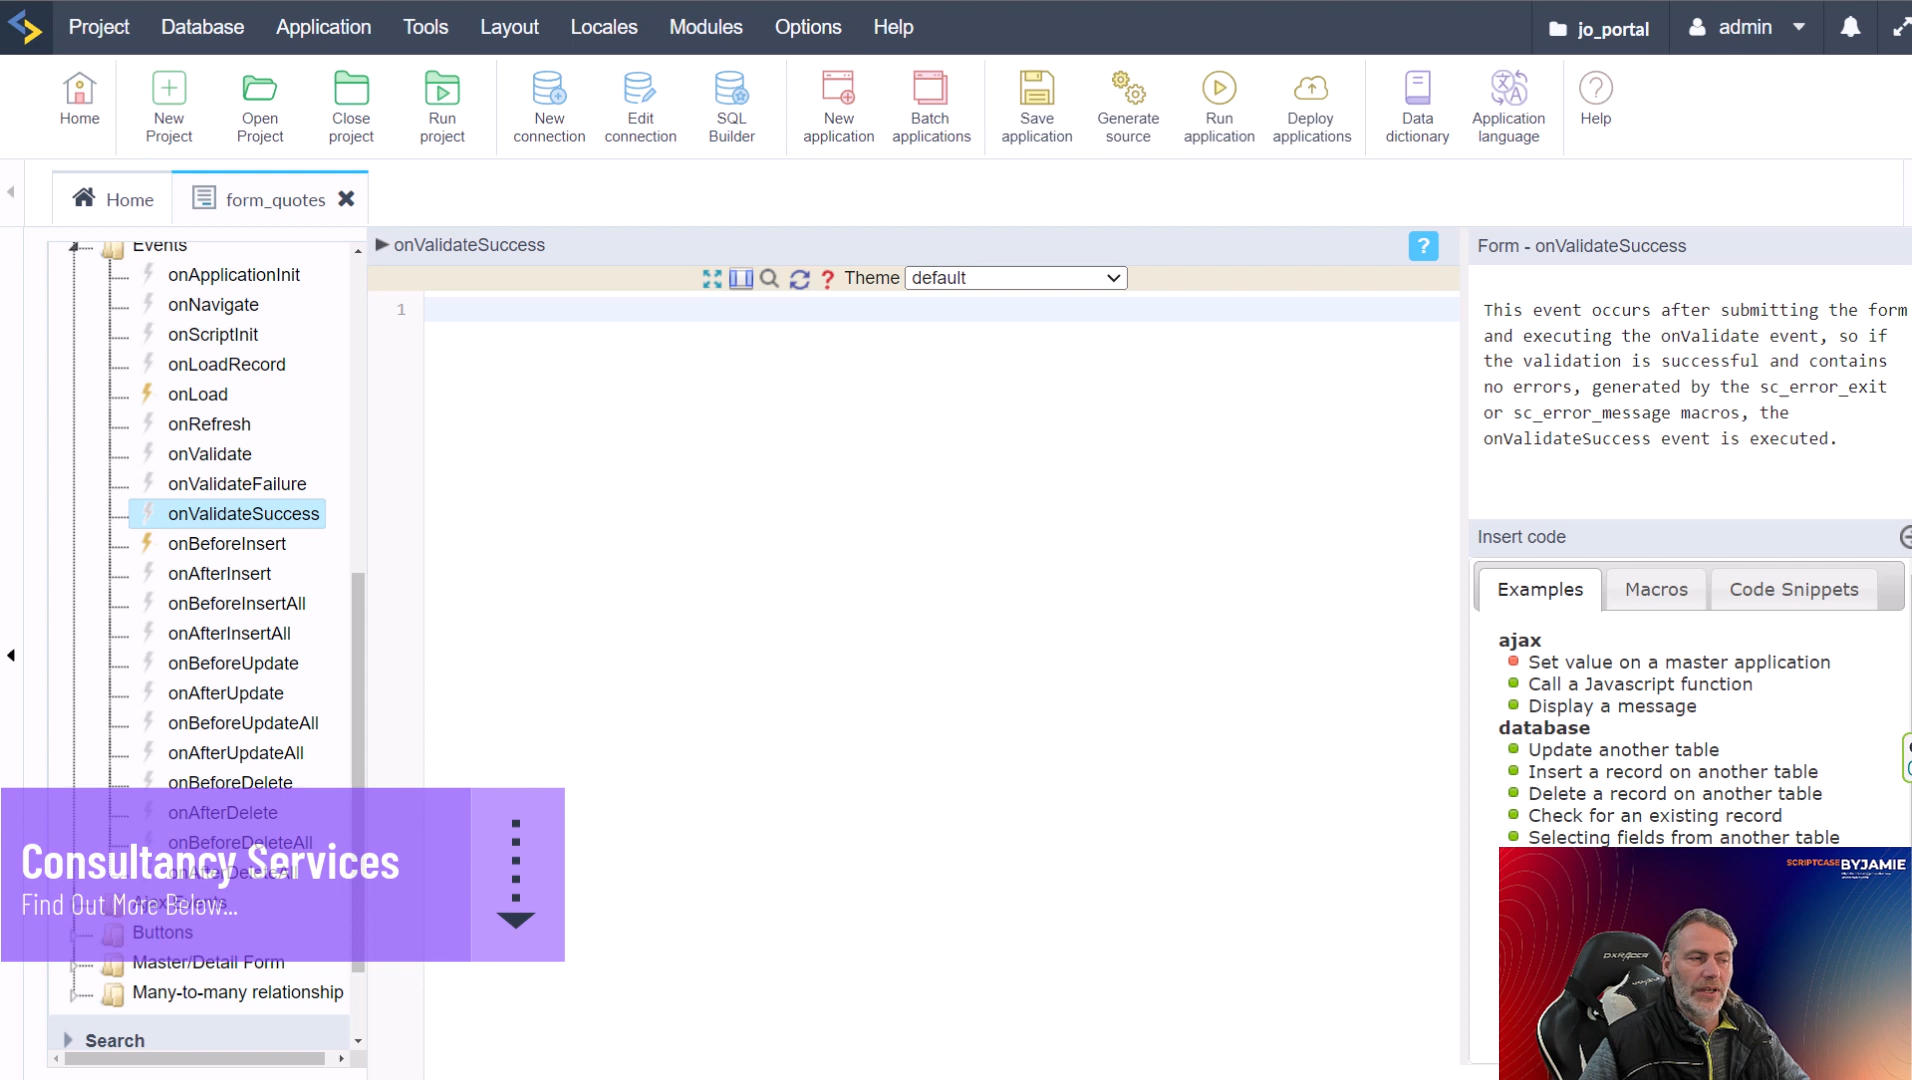 Project Database Application Tools Layout Locales Modules Options Help jo_portal admin
Home
New Project
Open Project
Close project
Run project
New connection
Edit connection
SQL Builder
New application
Batch applications
Save application
Generate source
Run application
Deploy applications
Data dictionary
Application language
Help
Home form_quotes
Events
onApplicationInit
onNavigate
onScriptInit
onLoadRecord
onLoad
onRefresh
onValidate
onValidateFailure
onValidateSuccess
onBeforeInsert
onAfterInsert
onBeforeInsertAll
onAfterInsertAll
onBeforeUpdate
onAfterUpdate
onBeforeUpdateAll
onAfterUpdateAll
onBeforeDelete
onAfterDelete
onBeforeDeleteAll
onAfterDeleteAll
Ajax Events
Buttons
Master/Detail Form
Many-to-many relationship
Search
Consultancy Services
Find Out More Below...
onValidateSuccess ?
? Theme default
1
Form - onValidateSuccess
This event occurs after submitting the form
and executing the onValidate event, so if
the validation is successful and contains
no errors, generated by the sc_error_exit
or sc_error_message macros, the
onValidateSuccess event is executed.
Insert code
Examples Macros Code Snippets
ajax
Set value on a master application
Call a Javascript function
Display a message
database
Update another table
Insert a record on another table
Delete a record on another table
Check for an existing record
Selecting fields from another table
SCRIPTCASE BYJAMIE
DXRACER